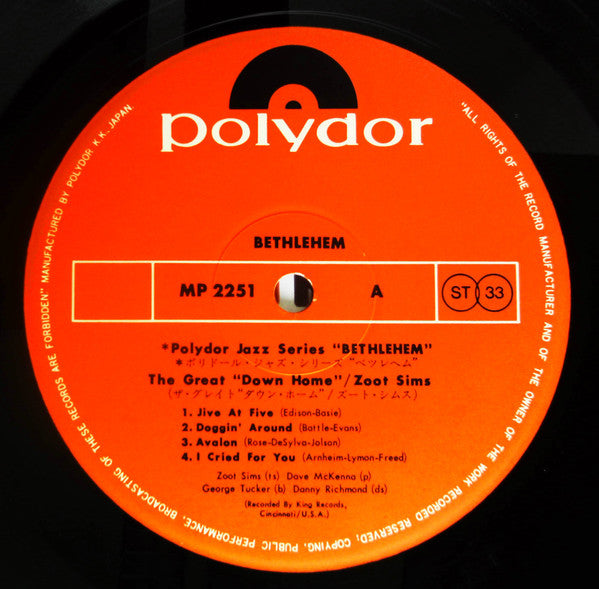 polydor
BETHLEHEM
MP 2251
A
ST 33
*Polydor Jazz Series "BETHLEHEM"
*ポリドール・ジャズ・シリーズ "ベツレヘム"
The Great "Down Home"/Zoot Sims
(ザ・グレイト"ダウン・ホーム"/ズート・シムス)
1. Jive At Five (Edison-Basie)
2. Doggin' Around (Battle-Evans)
3. Avalon (Rose-DeSylva-Jolson)
4. I Cried For You (Arnheim-Lymon-Freed)
Zoot Sims (ts) Dave McKenna (p)
George Tucker (b) Danny Richmond (ds)
(Recorded By King Records,
Cincinnati/U.S.A.)
"ALL RIGHTS OF THE RECORD MANUFACTURER AND OF THE OWNER OF THE WORK RECORDED RESERVED, COPYING, PUBLIC PERFORMANCE, BROADCASTING OF THESE RECORDS ARE FORBIDDEN" MANUFACTURED BY POLYDOR K.K., JAPAN.